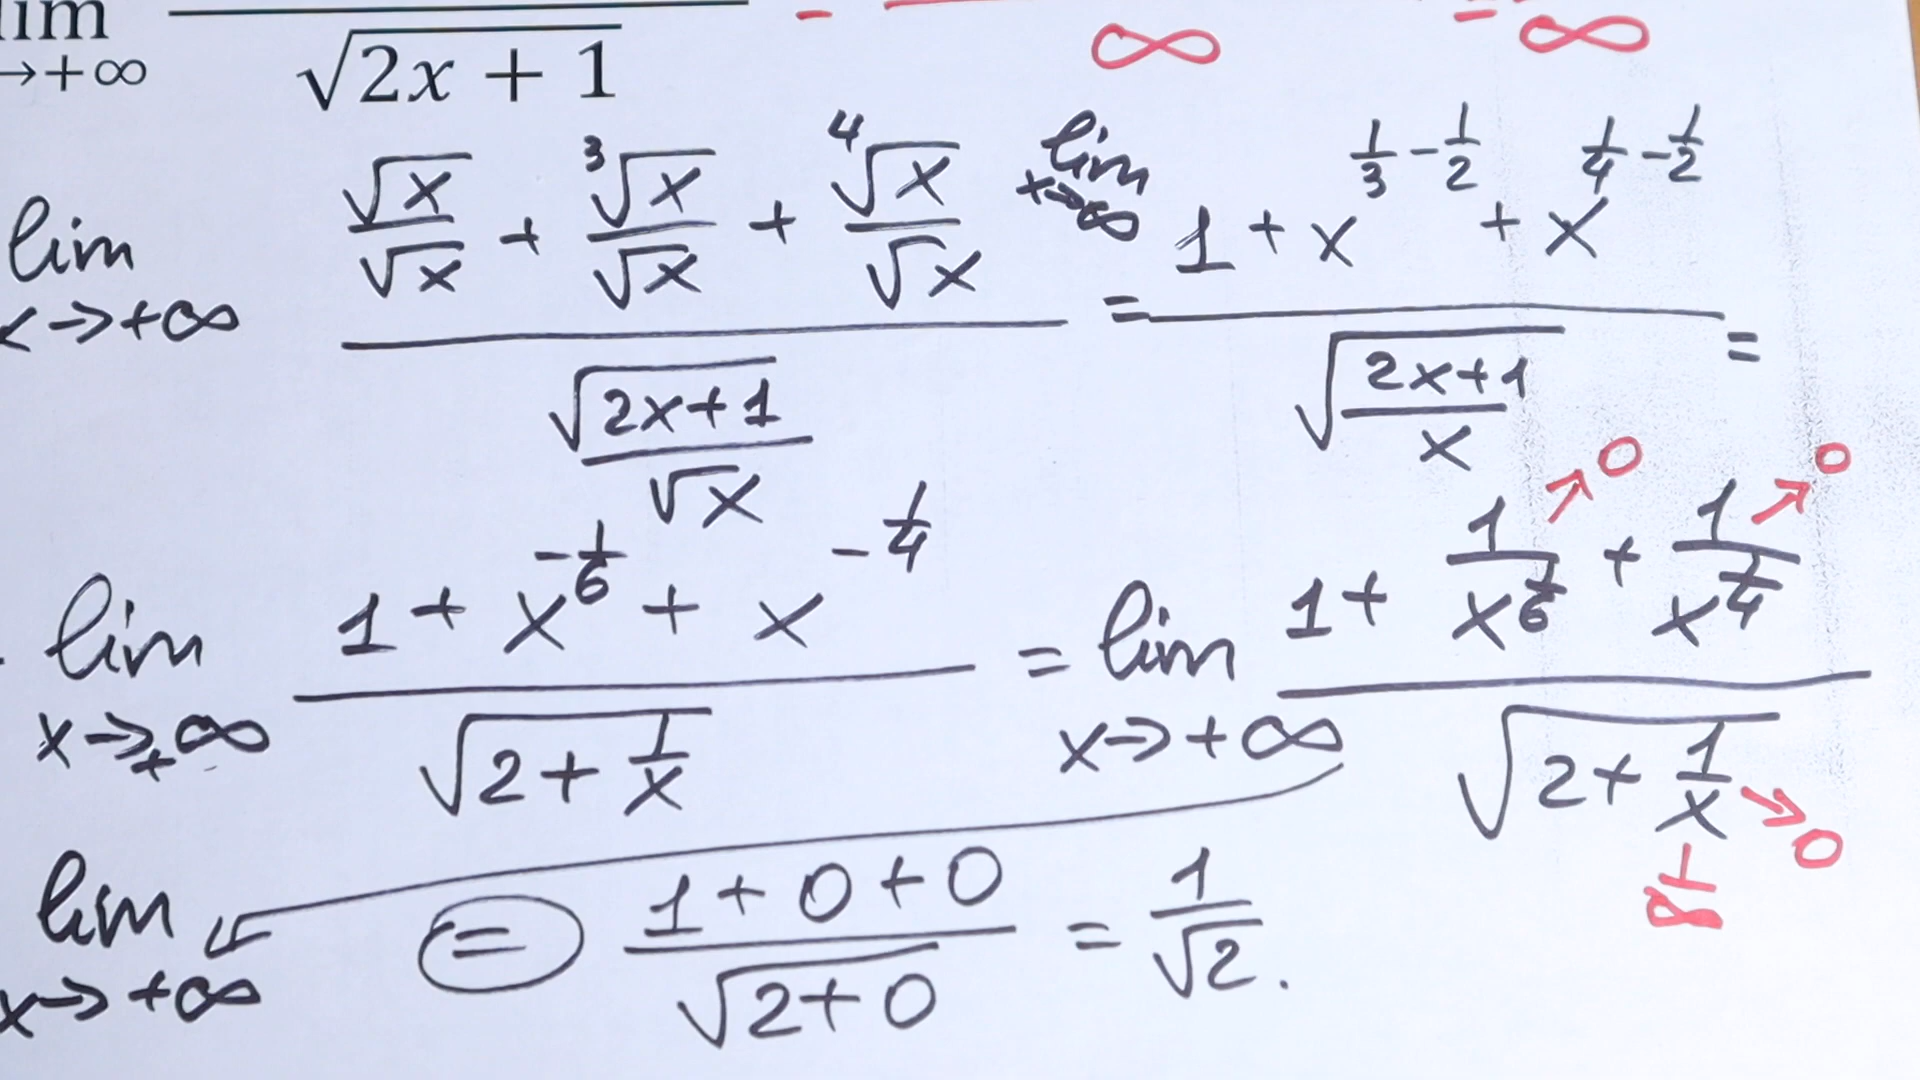 lim
→+∞ √(2x + 1) - ∞ - ∞
lim x→+∞ (√x/√x + ³√x/√x + ⁴√x/√x) / (√(2x+1)/√x) = lim x→∞ (1 + x^(1/3 - 1/2) + x^(1/4 - 1/2)) / √((2x+1)/x) =
lim x→+∞ (1 + x^(-1/6) + x^(-1/4)) / √(2 + 1/x) = lim x→+∞ (1 + 1/x^(1/6) →0 + 1/x^(1/4) →0) / √(2 + 1/x →0)
1/∞
lim x→+∞ = (1+0+0)/√(2+0) = 1/√2.